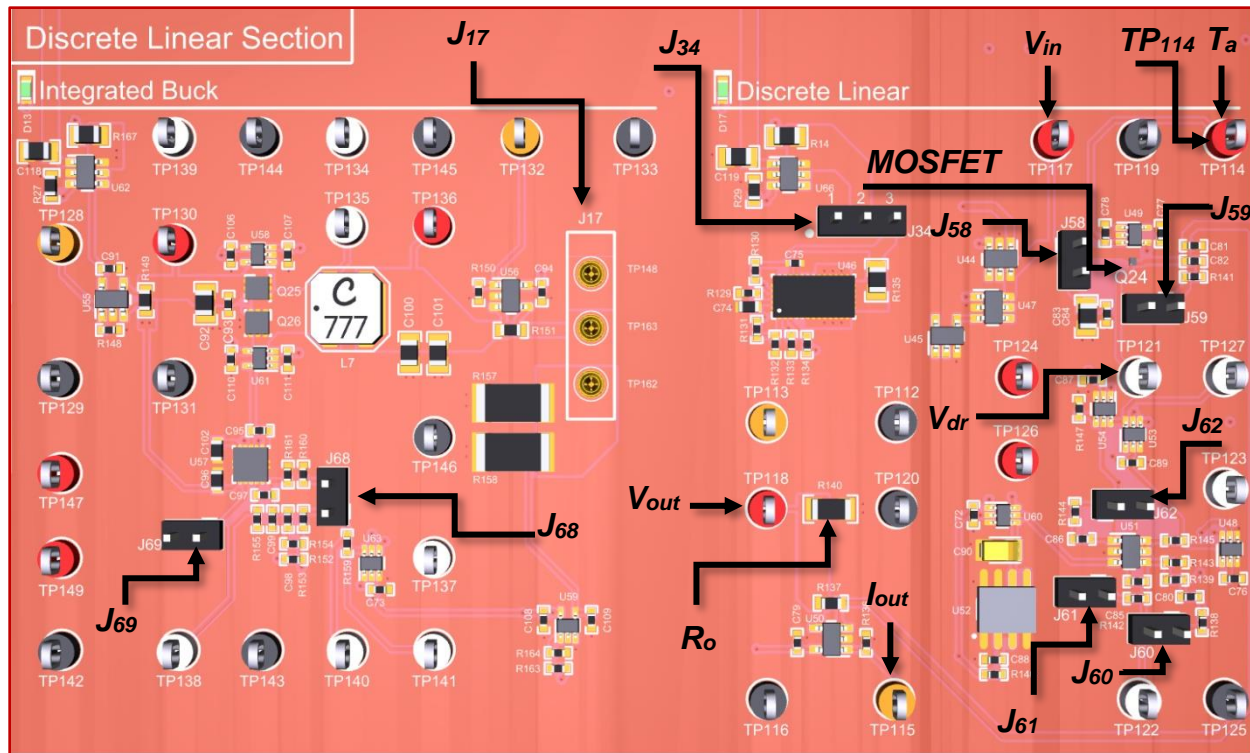 Discrete Linear Section
J17
J34
Vin
TP114
Ta
Integrated Buck
Discrete Linear
D13
R167
C118
R27
U62
TP139
TP144
TP134
TP145
TP132
TP133
D17
R14
C119
R29
U66
MOSFET
TP117
TP119
TP114
TP128
TP130
C106
U58
C107
TP135
TP136
J17
1 2 3
J34
J58
J58
C78
U49
C77
J59
C91
R149
U55
R148
C92
C93
Q25
Q26
C
777
L7
C100
C101
R150
U56
C94
R151
TP148
TP163
TP162
R130
C75
U46
R135
R129
C74
R131
R132
R133
R134
U44
U47
U45
C83
C84
Q24
C81
C82
R141
J59
C110
U61
C111
TP129
TP131
R157
R158
TP146
TP113
TP112
TP124
TP121
TP127
C87
R147
U54
U53
C89
Vdr
J62
TP126
TP123
C95
C102
U57
C96
C97
R161
R160
J68
TP147
Vout
TP118
R140
TP120
C72
U60
R144
C86
J62
U51
R145
R143
R139
U48
C76
J69
R155
C99
R154
R152
R153
C98
J68
R159
U63
C73
TP137
TP149
J69
Ro
Iout
C90
U52
J61
R142
C85
C80
R138
J60
C108
U59
C109
R164
R163
C79
R137
U50
C88
J60
J61
TP142
TP138
TP143
TP140
TP141
TP116
TP115
TP122
TP125